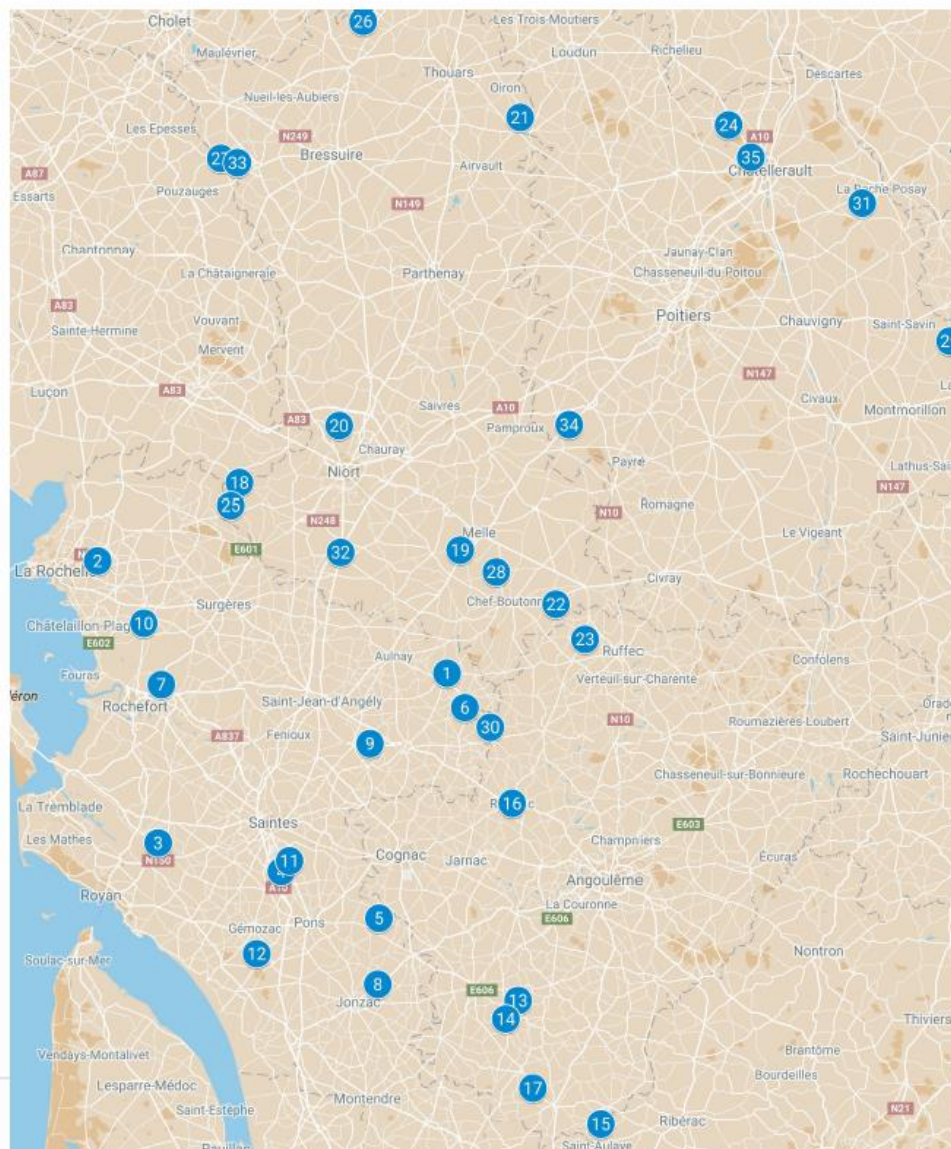 Cholet
26
Les Trois-Moutiers
Maulévrier
Loudun
Richelieu
Thouars
Descartes
Oiron
Nueil-les-Aubiers
21
24
Les Epesses
N249
A10
Bressuire
33
35
Airvault
Châtellerault
A87
Essarts
Pouzauges
La Roche Posay
31
N149
Chantonnay
Jaunay-Clan
La Châtaigneraie
Parthenay
Chasseneuil-du-Poitou
A83
Vouvant
Poitiers
Chauvigny
Saint-Savin
Sainte-Hermine
Mervent
N147
Luçon
A83
Saivres
A10
Civaux
Montmorillon
A83
20
Pamproux
34
Chauray
Niort
Payré
18
N147
25
Romagne
N248
N10
Melle
Le Vigeant
2
E601
32
19
La Rochelle
28
Civray
Surgères
Chef-Boutonne
22
Châtelaillon Plage
10
E602
23
Ruffec
Aulnay
Confolens
Fouras
7
1
Verteuil-sur-Charente
Rochefort
Saint-Jean-d'Angély
6
30
N10
Roumazières-Loubert
A837
Fenioux
9
Chasseneuil-sur-Bonnieure
Rochechouart
La Tremblade
16
Saintes
E603
Les Mathes
3
Champniers
N150
11
Cognac
Jarnac
Écuras
4
A10
Angoulême
Royan
La Couronne
5
E606
Gémozac
Pons
Nontron
12
Soulac-sur-Mer
8
E606
Jonzac
13
14
Thiviers
Vendays-Montalivet
Brantôme
Lesparre-Médoc
17
Bourdeilles
Montendre
Saint-Estèphe
N21
15
Ribérac
Saint-Aulaye